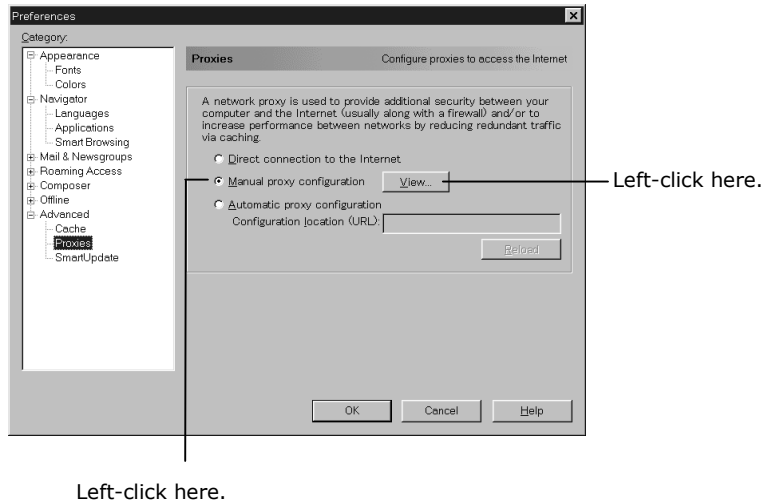 Preferences
Category:
Appearance
Fonts
Colors
Navigator
Languages
Applications
Smart Browsing
Mail & Newsgroups
Roaming Access
Composer
Offline
Advanced
Cache
Proxies
SmartUpdate
Proxies Configure proxies to access the Internet
A network proxy is used to provide additional security between your
computer and the Internet (usually along with a firewall) and/or to
increase performance between networks by reducing redundant traffic
via caching.
Direct connection to the Internet
Manual proxy configuration View...
Automatic proxy configuration
Configuration location (URL):
Reload
OK Cancel Help
Left-click here.
Left-click here.